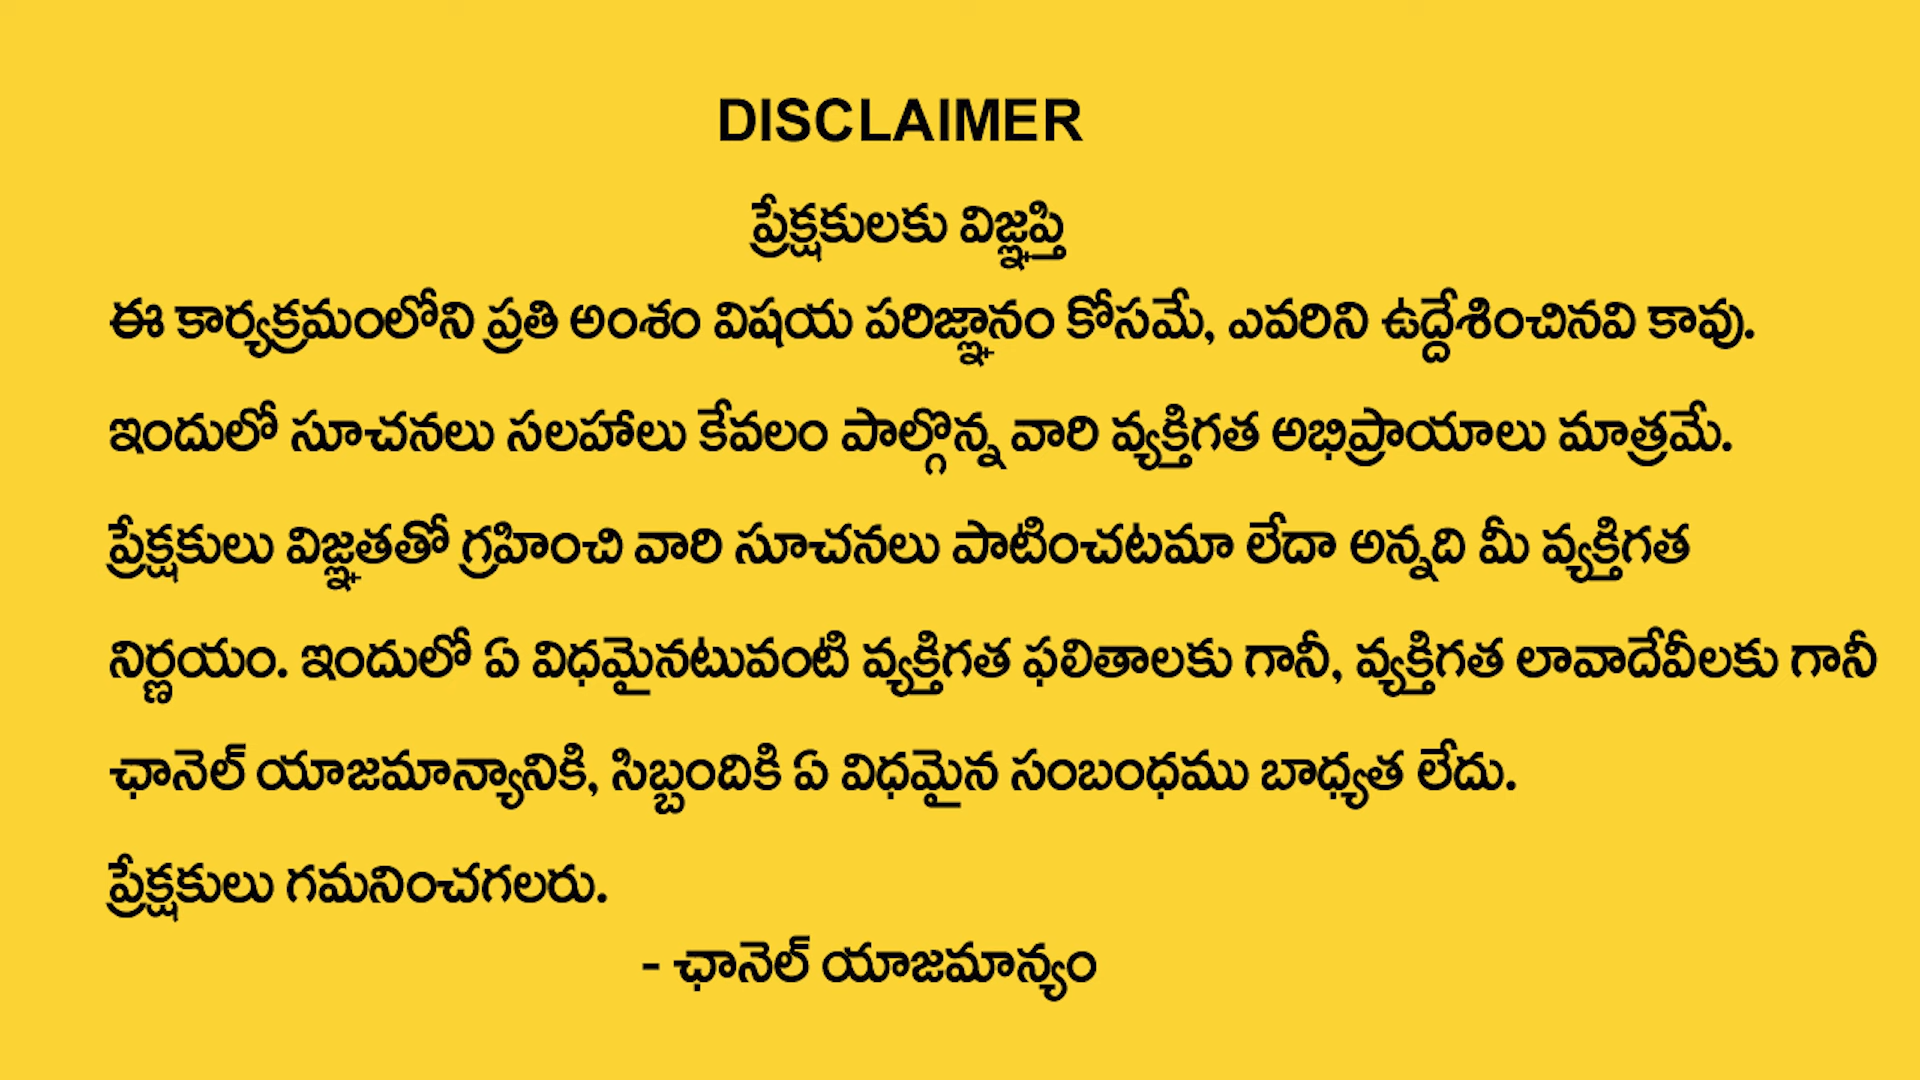 DISCLAIMER
ప్రేక్షకులకు విజ్ఞప్తి
ఈ కార్యక్రమంలోని ప్రతి అంశం విషయ పరిజ్ఞానం కోసమే, ఎవరిని ఉద్దేశించినవి కావు.
ఇందులో సూచనలు సలహాలు కేవలం పాల్గొన్న వారి వ్యక్తిగత అభిప్రాయాలు మాత్రమే.
ప్రేక్షకులు విజ్ఞతతో గ్రహించి వారి సూచనలు పాటించటమా లేదా అన్నది మీ వ్యక్తిగత
నిర్ణయం. ఇందులో ఏ విధమైనటువంటి వ్యక్తిగత ఫలితాలకు గానీ, వ్యక్తిగత లావాదేవీలకు గానీ
ఛానెల్ యాజమాన్యానికి, సిబ్బందికి ఏ విధమైన సంబంధము బాధ్యత లేదు.
ప్రేక్షకులు గమనించగలరు.
- ఛానెల్ యాజమాన్యం